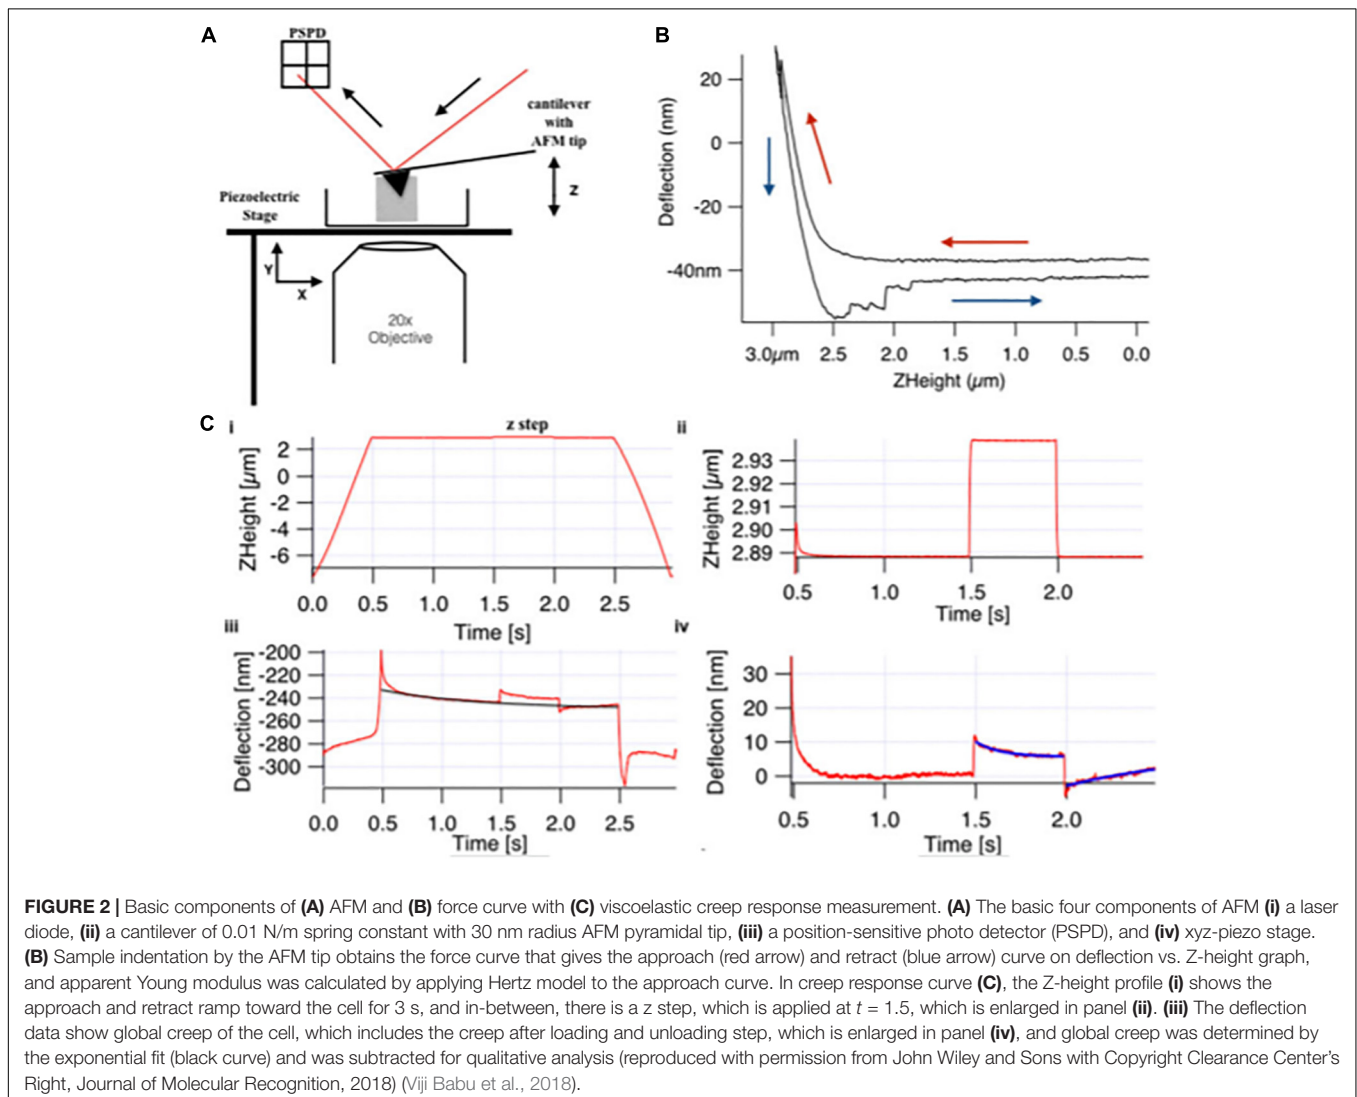 A
PSPD
cantilever
with
AFM tip
Z
Piezoelectric
Stage
Y
X
20x
Objective
B
Deflection (nm)
20
0
-20
-40nm
3.0µm 2.5 2.0 1.5 1.0 0.5 0.0
ZHeight (µm)
C
i
z step
ZHeight [µm]
2
0
-2
-4
-6
0.0 0.5 1.0 1.5 2.0 2.5
Time [s]
ii
ZHeight [µm]
2.93
2.92
2.91
2.90
2.89
0.5 1.0 1.5 2.0
Time [s]
iii
Deflection [nm]
-200
-220
-240
-260
-280
-300
0.0 0.5 1.0 1.5 2.0 2.5
Time [s]
iv
Deflection [nm]
30
20
10
0
0.5 1.0 1.5 2.0
Time [s]
FIGURE 2 | Basic components of (A) AFM and (B) force curve with (C) viscoelastic creep response measurement. (A) The basic four components of AFM (i) a laser
diode, (ii) a cantilever of 0.01 N/m spring constant with 30 nm radius AFM pyramidal tip, (iii) a position-sensitive photo detector (PSPD), and (iv) xyz-piezo stage.
(B) Sample indentation by the AFM tip obtains the force curve that gives the approach (red arrow) and retract (blue arrow) curve on deflection vs. Z-height graph,
and apparent Young modulus was calculated by applying Hertz model to the approach curve. In creep response curve (C), the Z-height profile (i) shows the
approach and retract ramp toward the cell for 3 s, and in-between, there is a z step, which is applied at t = 1.5, which is enlarged in panel (ii). (iii) The deflection
data show global creep of the cell, which includes the creep after loading and unloading step, which is enlarged in panel (iv), and global creep was determined by
the exponential fit (black curve) and was subtracted for qualitative analysis (reproduced with permission from John Wiley and Sons with Copyright Clearance Center's
Right, Journal of Molecular Recognition, 2018) (Viji Babu et al., 2018).